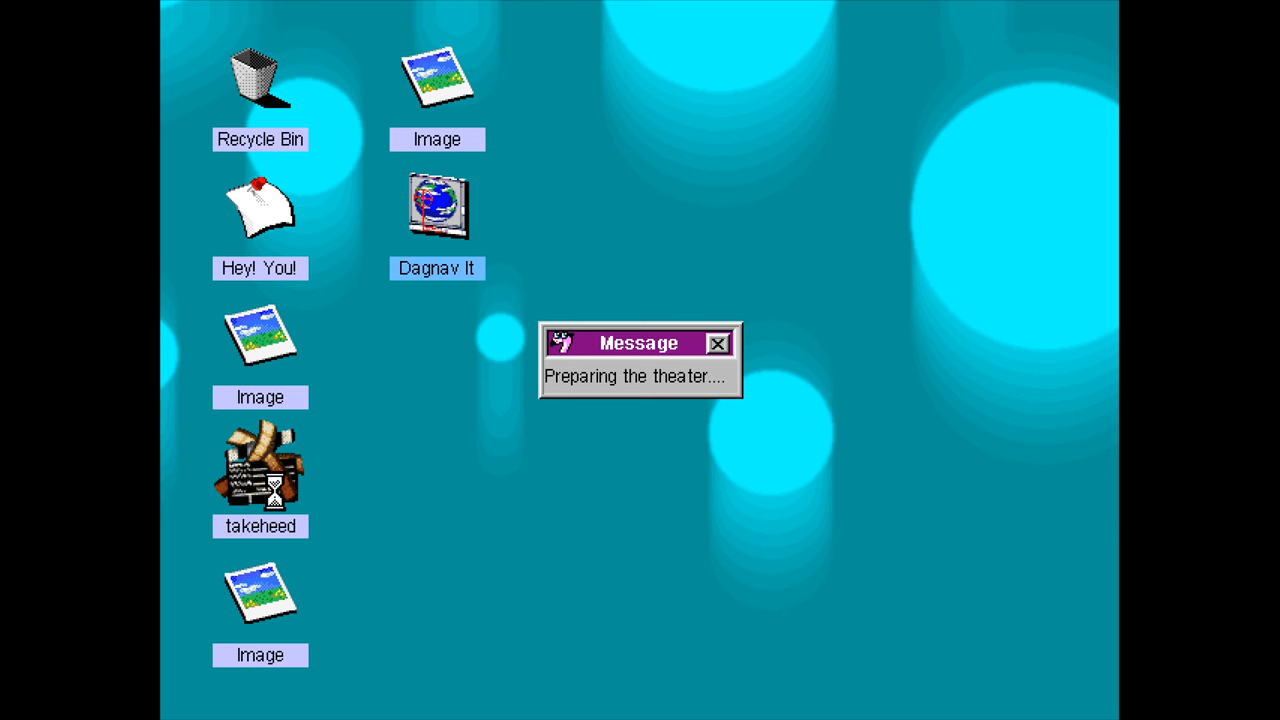 Recycle Bin
Image
Hey! You!
Dagnav It
Message
Preparing the theater....
Image
takeheed
Image